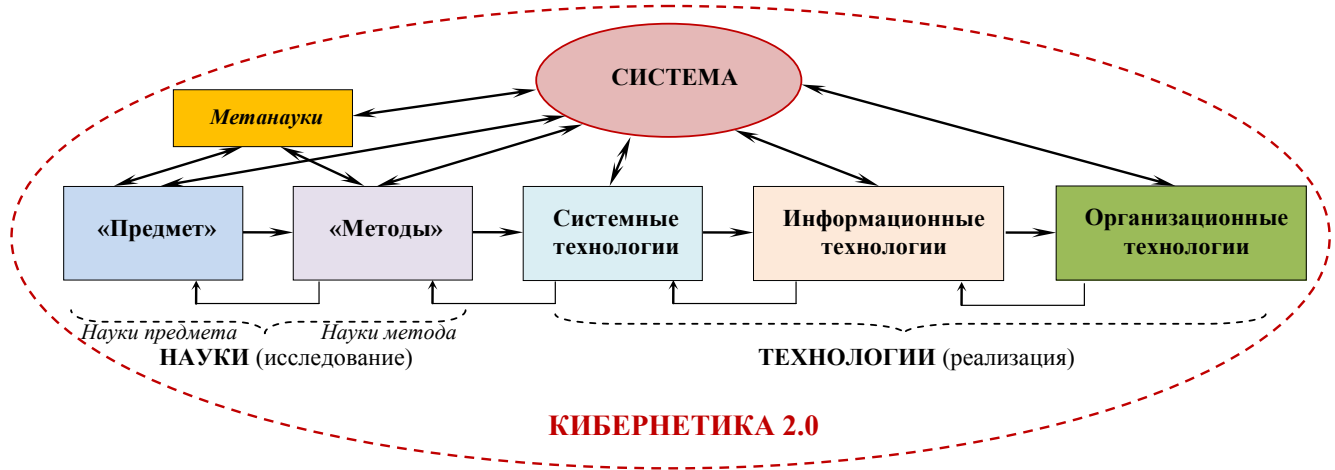 СИСТЕМА
Метанауки
«Предмет»
«Методы»
Системные
технологии
Информационные
технологии
Организационные
технологии
Науки предмета
Науки метода
НАУКИ (исследование)
ТЕХНОЛОГИИ (реализация)
КИБЕРНЕТИКА 2.0